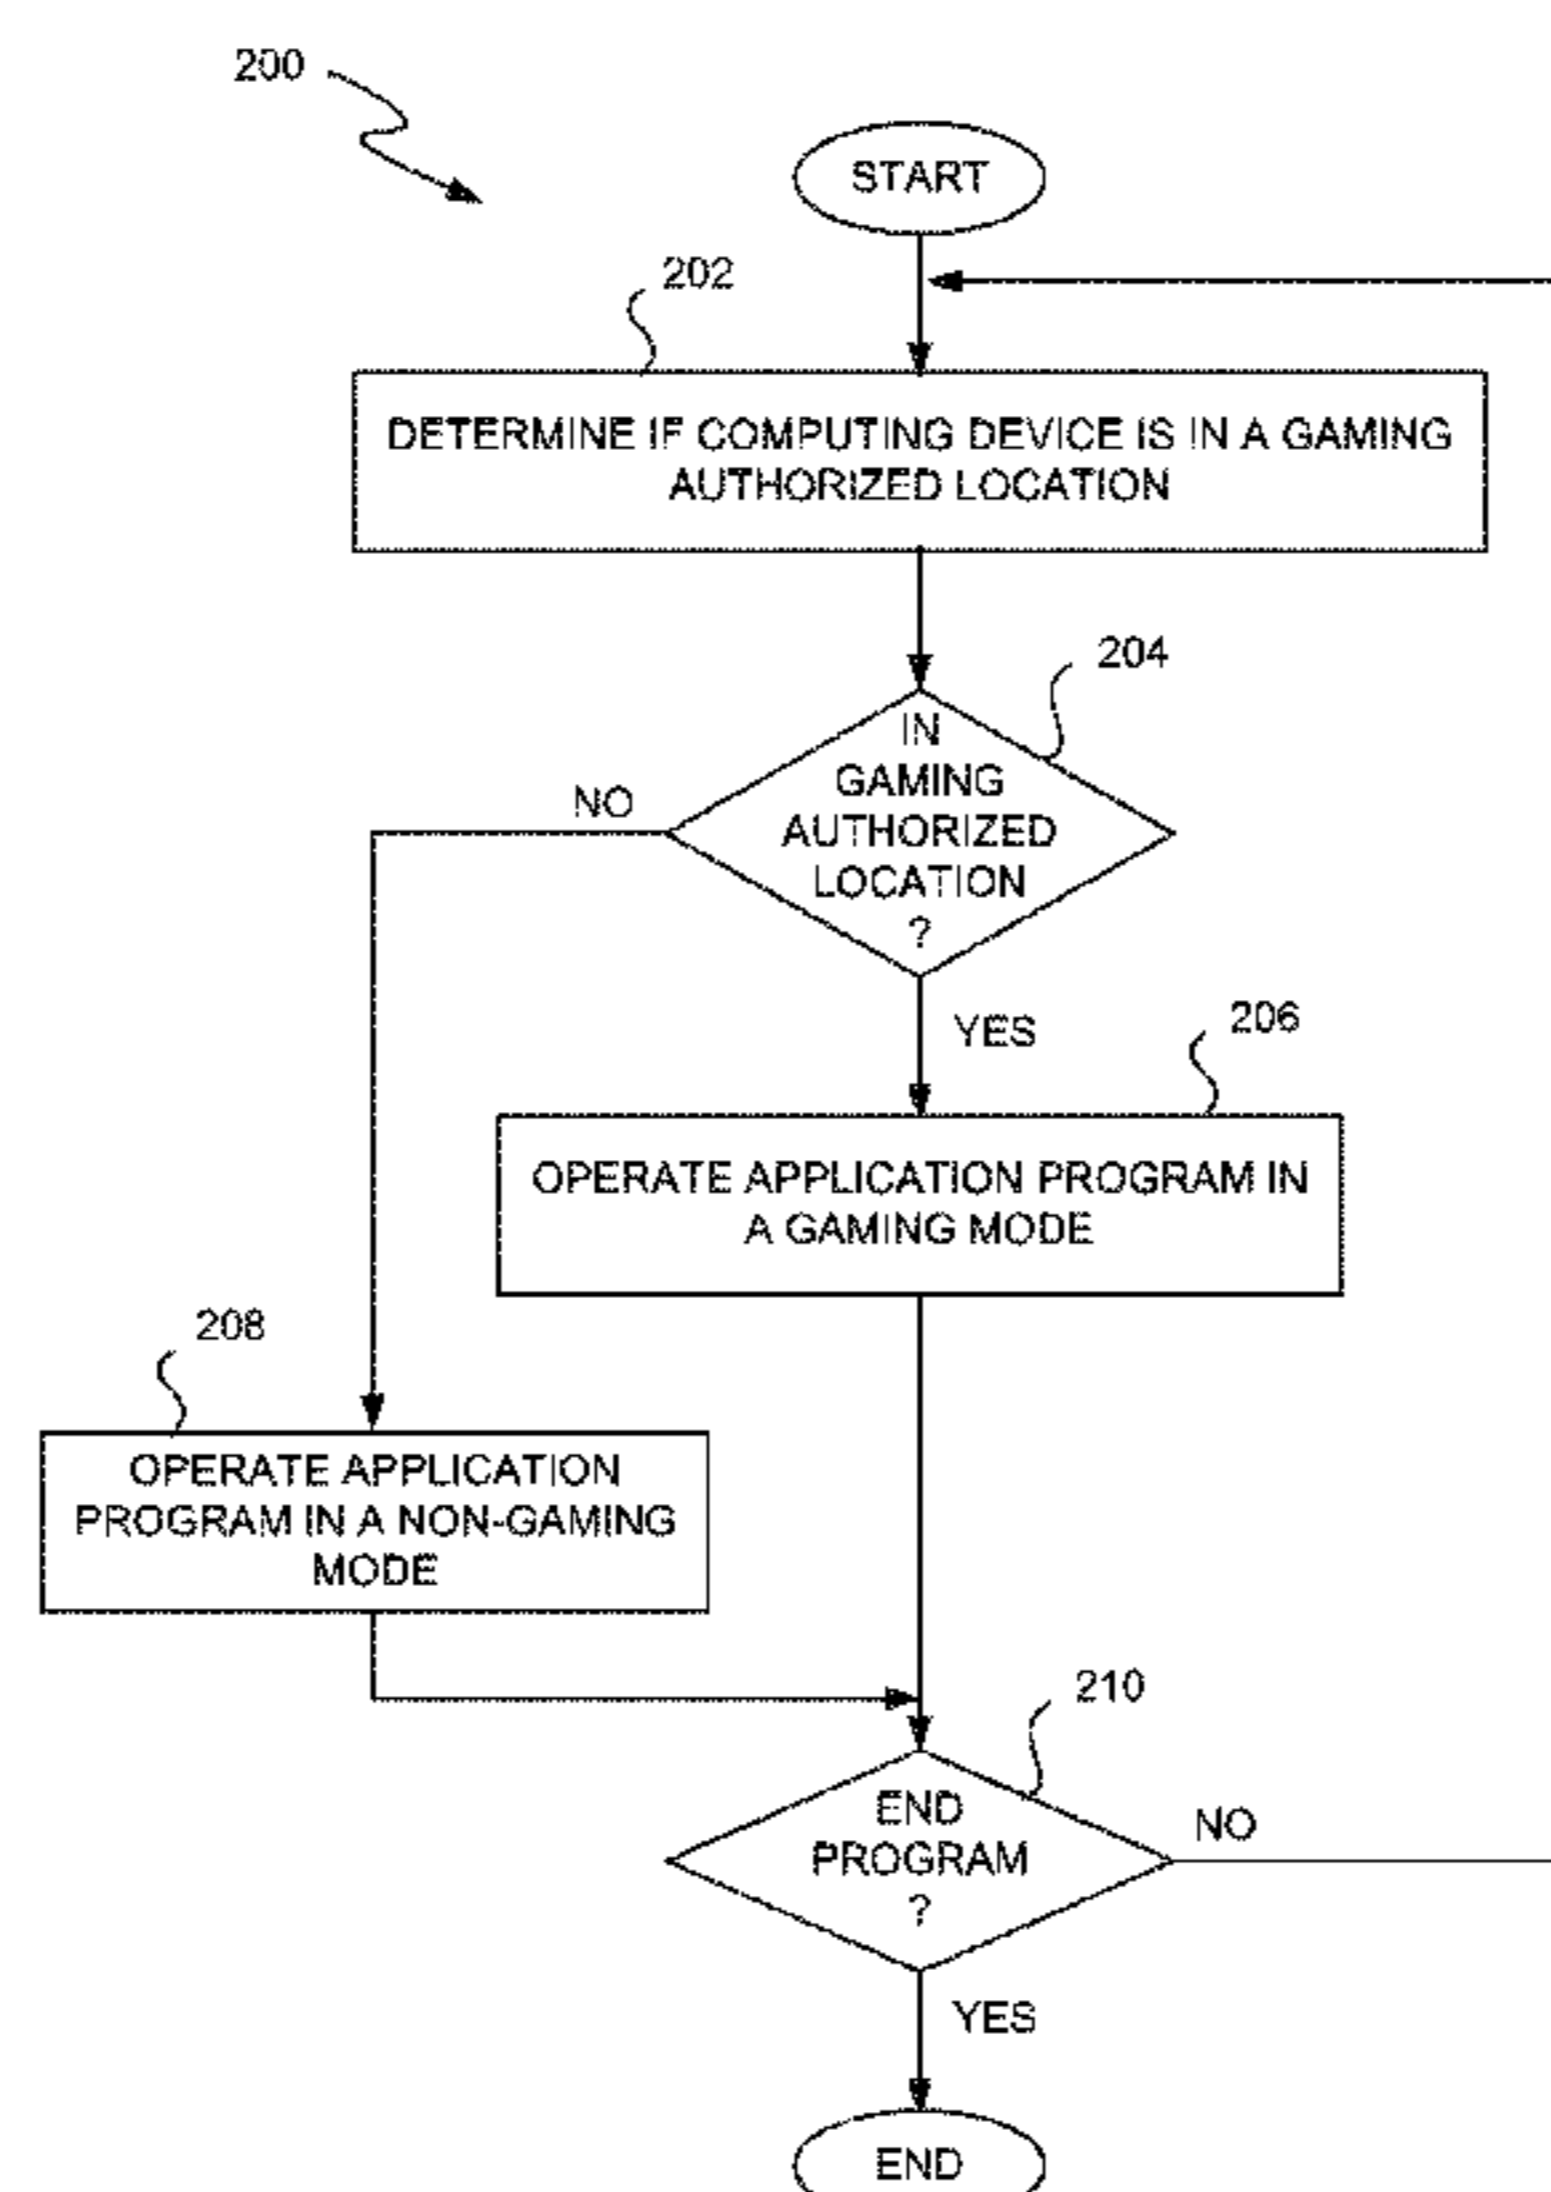 200
START
202
DETERMINE IF COMPUTING DEVICE IS IN A GAMING
AUTHORIZED LOCATION
204
IN
GAMING
AUTHORIZED
LOCATION
?
NO
YES
206
OPERATE APPLICATION PROGRAM IN
A GAMING MODE
208
OPERATE APPLICATION
PROGRAM IN A NON-GAMING
MODE
210
END
PROGRAM
?
NO
YES
END